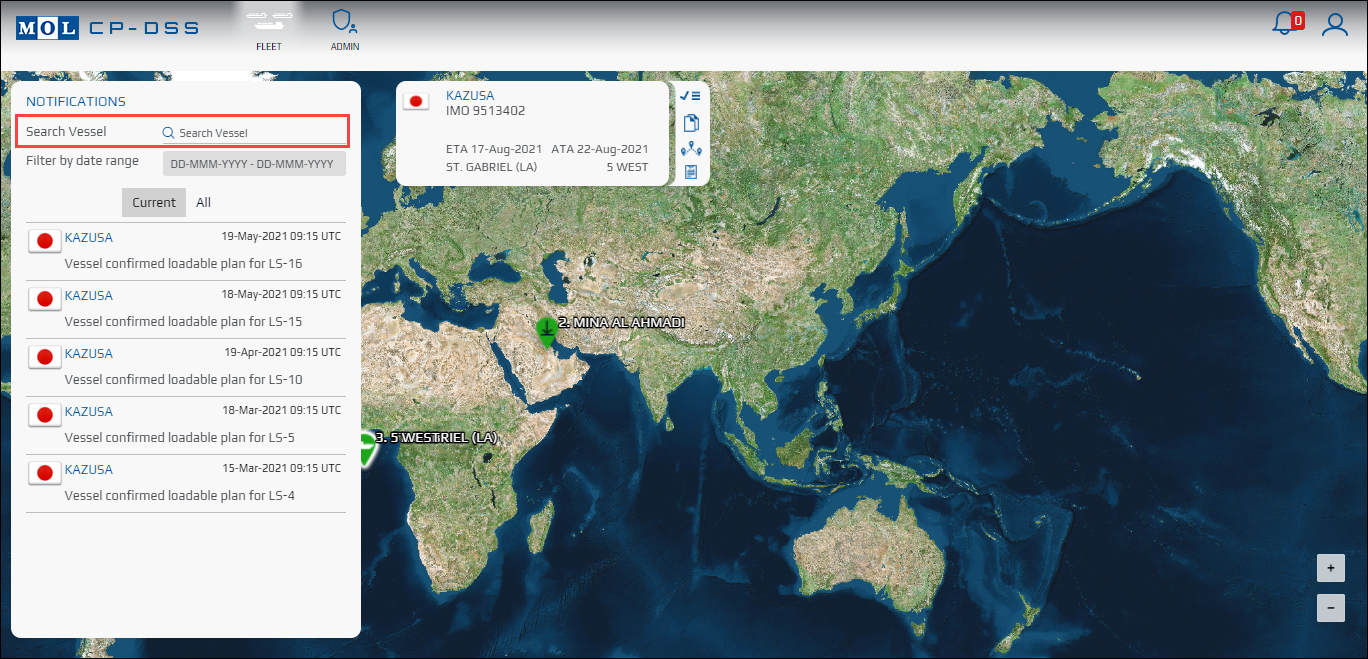 MOL CP-DSS
FLEET
ADMIN
0
NOTIFICATIONS
Search Vessel
Search Vessel
Filter by date range
DD-MMM-YYYY - DD-MMM-YYYY
Current
All
KAZUSA
19-May-2021 09:15 UTC
Vessel confirmed loadable plan for LS-16
KAZUSA
18-May-2021 09:15 UTC
Vessel confirmed loadable plan for LS-15
KAZUSA
19-Apr-2021 09:15 UTC
Vessel confirmed loadable plan for LS-10
KAZUSA
18-Mar-2021 09:15 UTC
Vessel confirmed loadable plan for LS-5
KAZUSA
15-Mar-2021 09:15 UTC
Vessel confirmed loadable plan for LS-4
KAZUSA
IMO 9513402
ETA 17-Aug-2021 ATA 22-Aug-2021
ST. GABRIEL (LA) 5 WEST
2. MINA AL AHMADI
3. 5 WESTRIEL (LA)
+
−